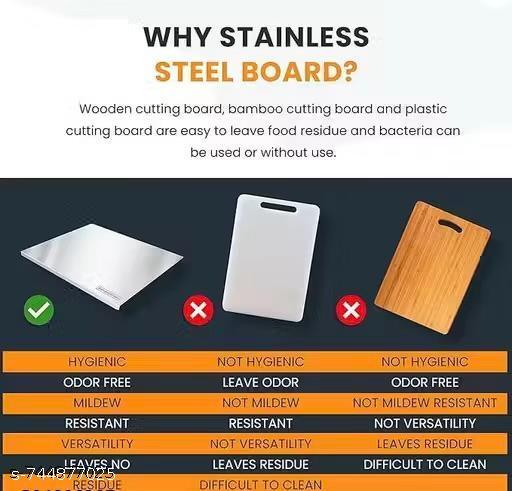 WHY STAINLESS
STEEL BOARD?
Wooden cutting board, bamboo cutting board and plastic
cutting board are easy to leave food residue and bacteria can
be used or without use.
HYGIENIC NOT HYGIENIC NOT HYGIENIC
ODOR FREE LEAVE ODOR ODOR FREE
MILDEW NOT MILDEW NOT MILDEW RESISTANT
RESISTANT RESISTANT NOT VERSATILITY
VERSATILITY NOT VERSATILITY LEAVES RESIDUE
LEAVES NO LEAVES RESIDUE DIFFICULT TO CLEAN
s-744877025
RESIDUE DIFFICULT TO CLEAN